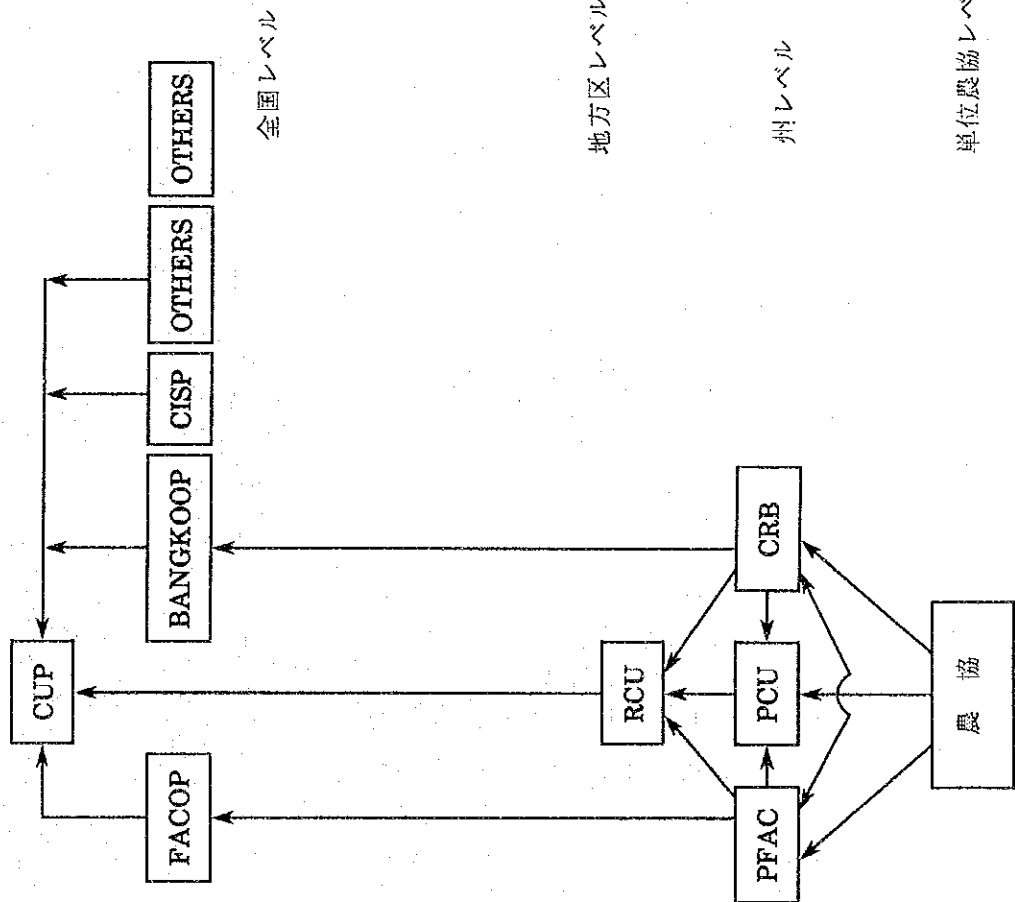 CUP
FACOP
BANGKOOP
CISP
OTHERS
OTHERS
全国レベル
RCU
地方区レベル
PFAC
PCU
CRB
州レベル
農協
単位農協レベ